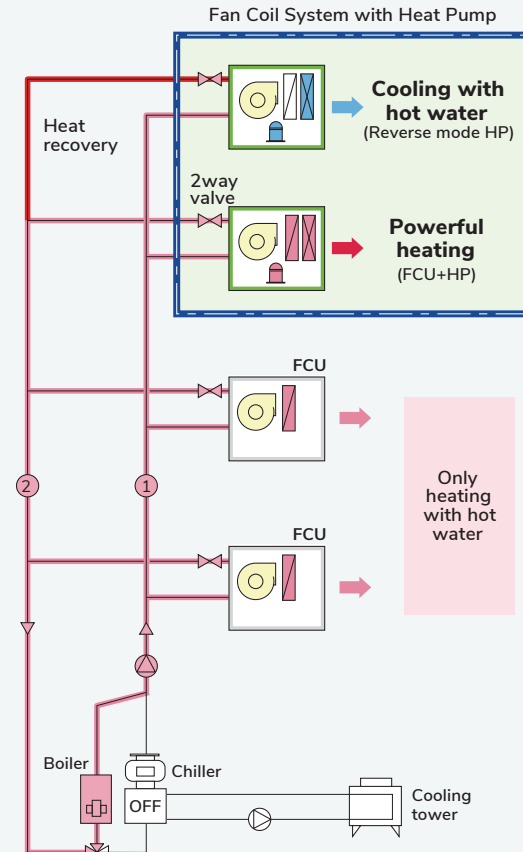 Fan Coil System with Heat Pump
Heat
recovery
Cooling with
hot water
(Reverse mode HP)
2way
valve
Powerful
heating
(FCU+HP)
FCU
2
1
Only
heating
with hot
water
FCU
Boiler
Chiller
OFF
Cooling
tower